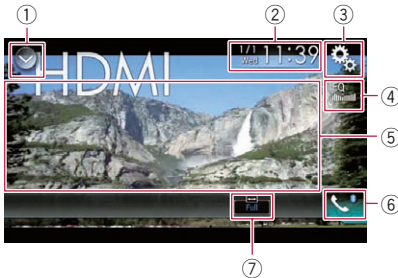 ① ② ③
1/1 Wed 11:39
HDMI
④
EQ
⑤
⑥
Full
⑦